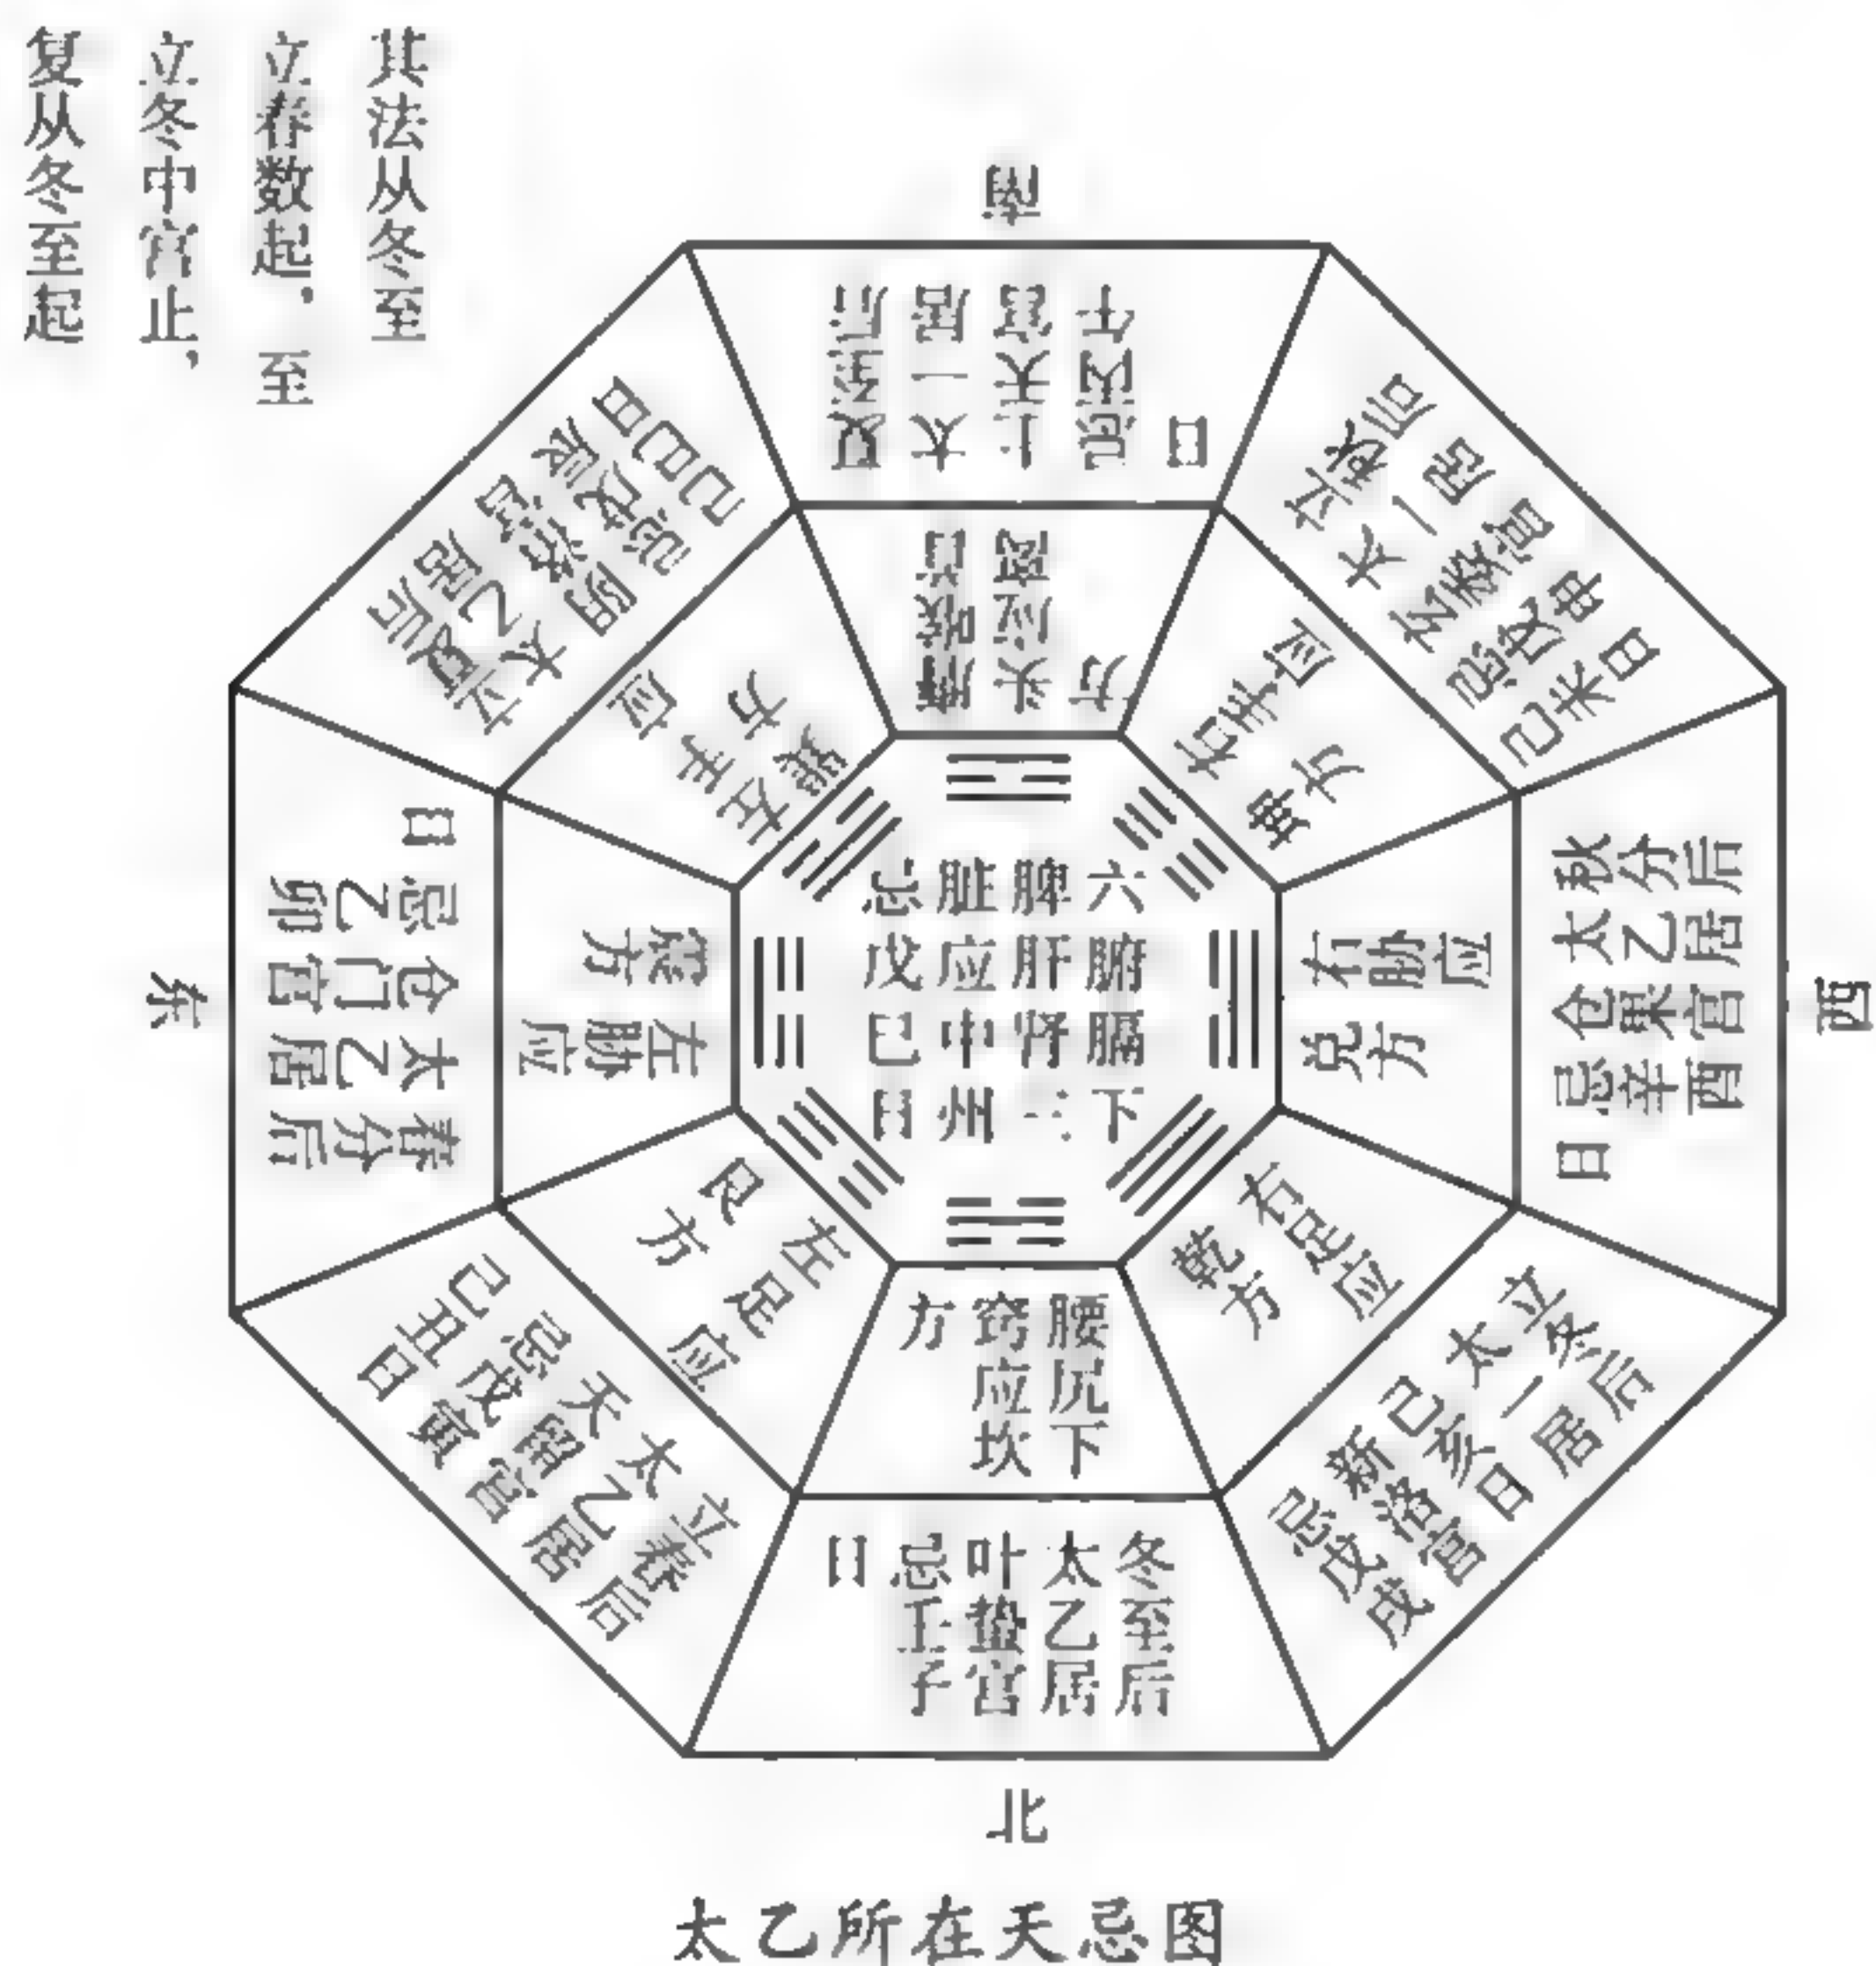 其法从冬至
立春数起，至
立冬中宫止，
复从冬至起
南
夏至后
太一居
上天宫
忌丙午
日
膺喉首
头应离
方
立秋后
太一居
玄委宫
忌戊申
己未日
右手应
坤方
西
秋分后
太乙居
仓果宫
忌辛酉
日
右胁应
兑方
立冬后
太一居
新洛宫
忌戊戌
己亥日
右足应
乾方
北
冬至后
太乙居
叶蛰宫
忌壬子
日
腰尻下
窍应坎
方
立春后
太乙居
天留宫
忌戊寅
己丑日
左足应
艮方
东
春分后
太乙居
仓门宫
忌乙卯
日
左胁应
震方
立夏后
太乙居
阴洛宫
忌戊辰
己巳日
左手应
巽方
六腑膈下
脾肝肾三
脏应中州
忌戊己日
太乙所在天忌图